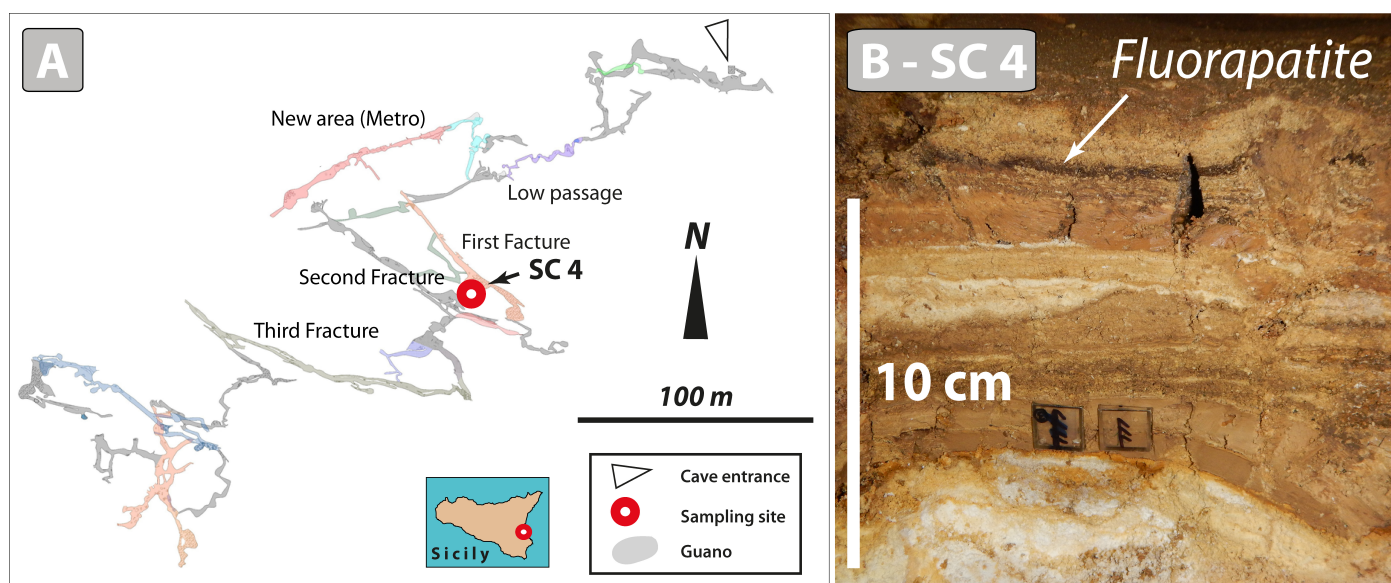 A
New area (Metro)
Low passage
First Facture
SC 4
Second Fracture
Third Fracture
N
100 m
Cave entrance
Sampling site
Guano
Sicily
B - SC 4
Fluorapatite
10 cm